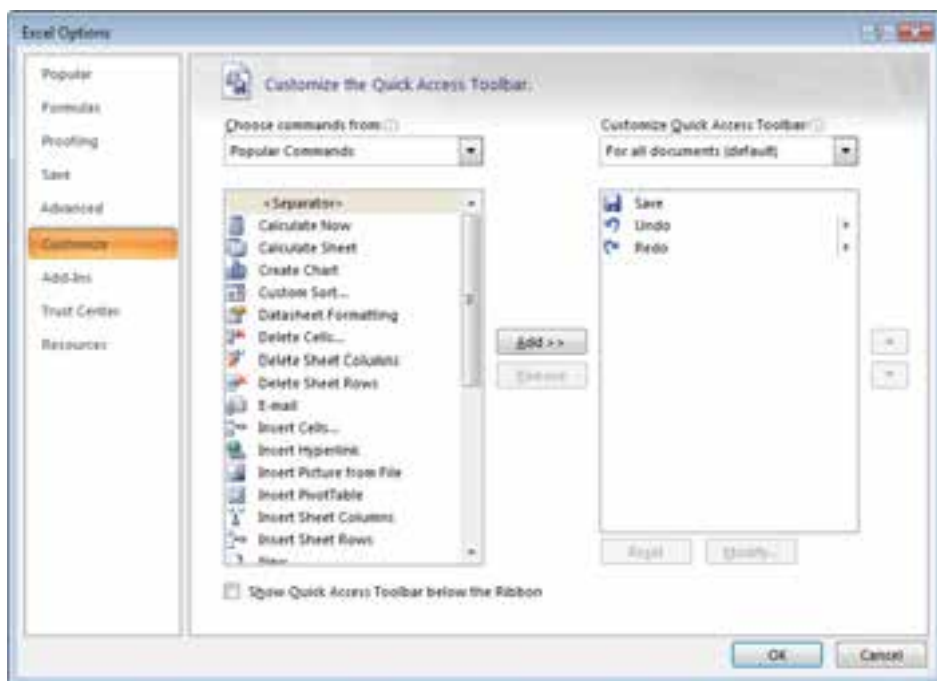 Excel Options
Popular
Formulas
Proofing
Save
Advanced
Customize
Add-Ins
Trust Center
Resources
Customize the Quick Access Toolbar.
Choose commands from:
Popular Commands
<Separator>
Calculate Now
Calculate Sheet
Create Chart
Custom Sort...
Datasheet Formatting
Delete Cells...
Delete Sheet Columns
Delete Sheet Rows
E-mail
Insert Cells...
Insert Hyperlink
Insert Picture from File
Insert PivotTable
Insert Sheet Columns
Insert Sheet Rows
New
Show Quick Access Toolbar below the Ribbon
Add >>
Remove
Customize Quick Access Toolbar:
For all documents (default)
Save
Undo
Redo
Reset
Modify...
OK
Cancel